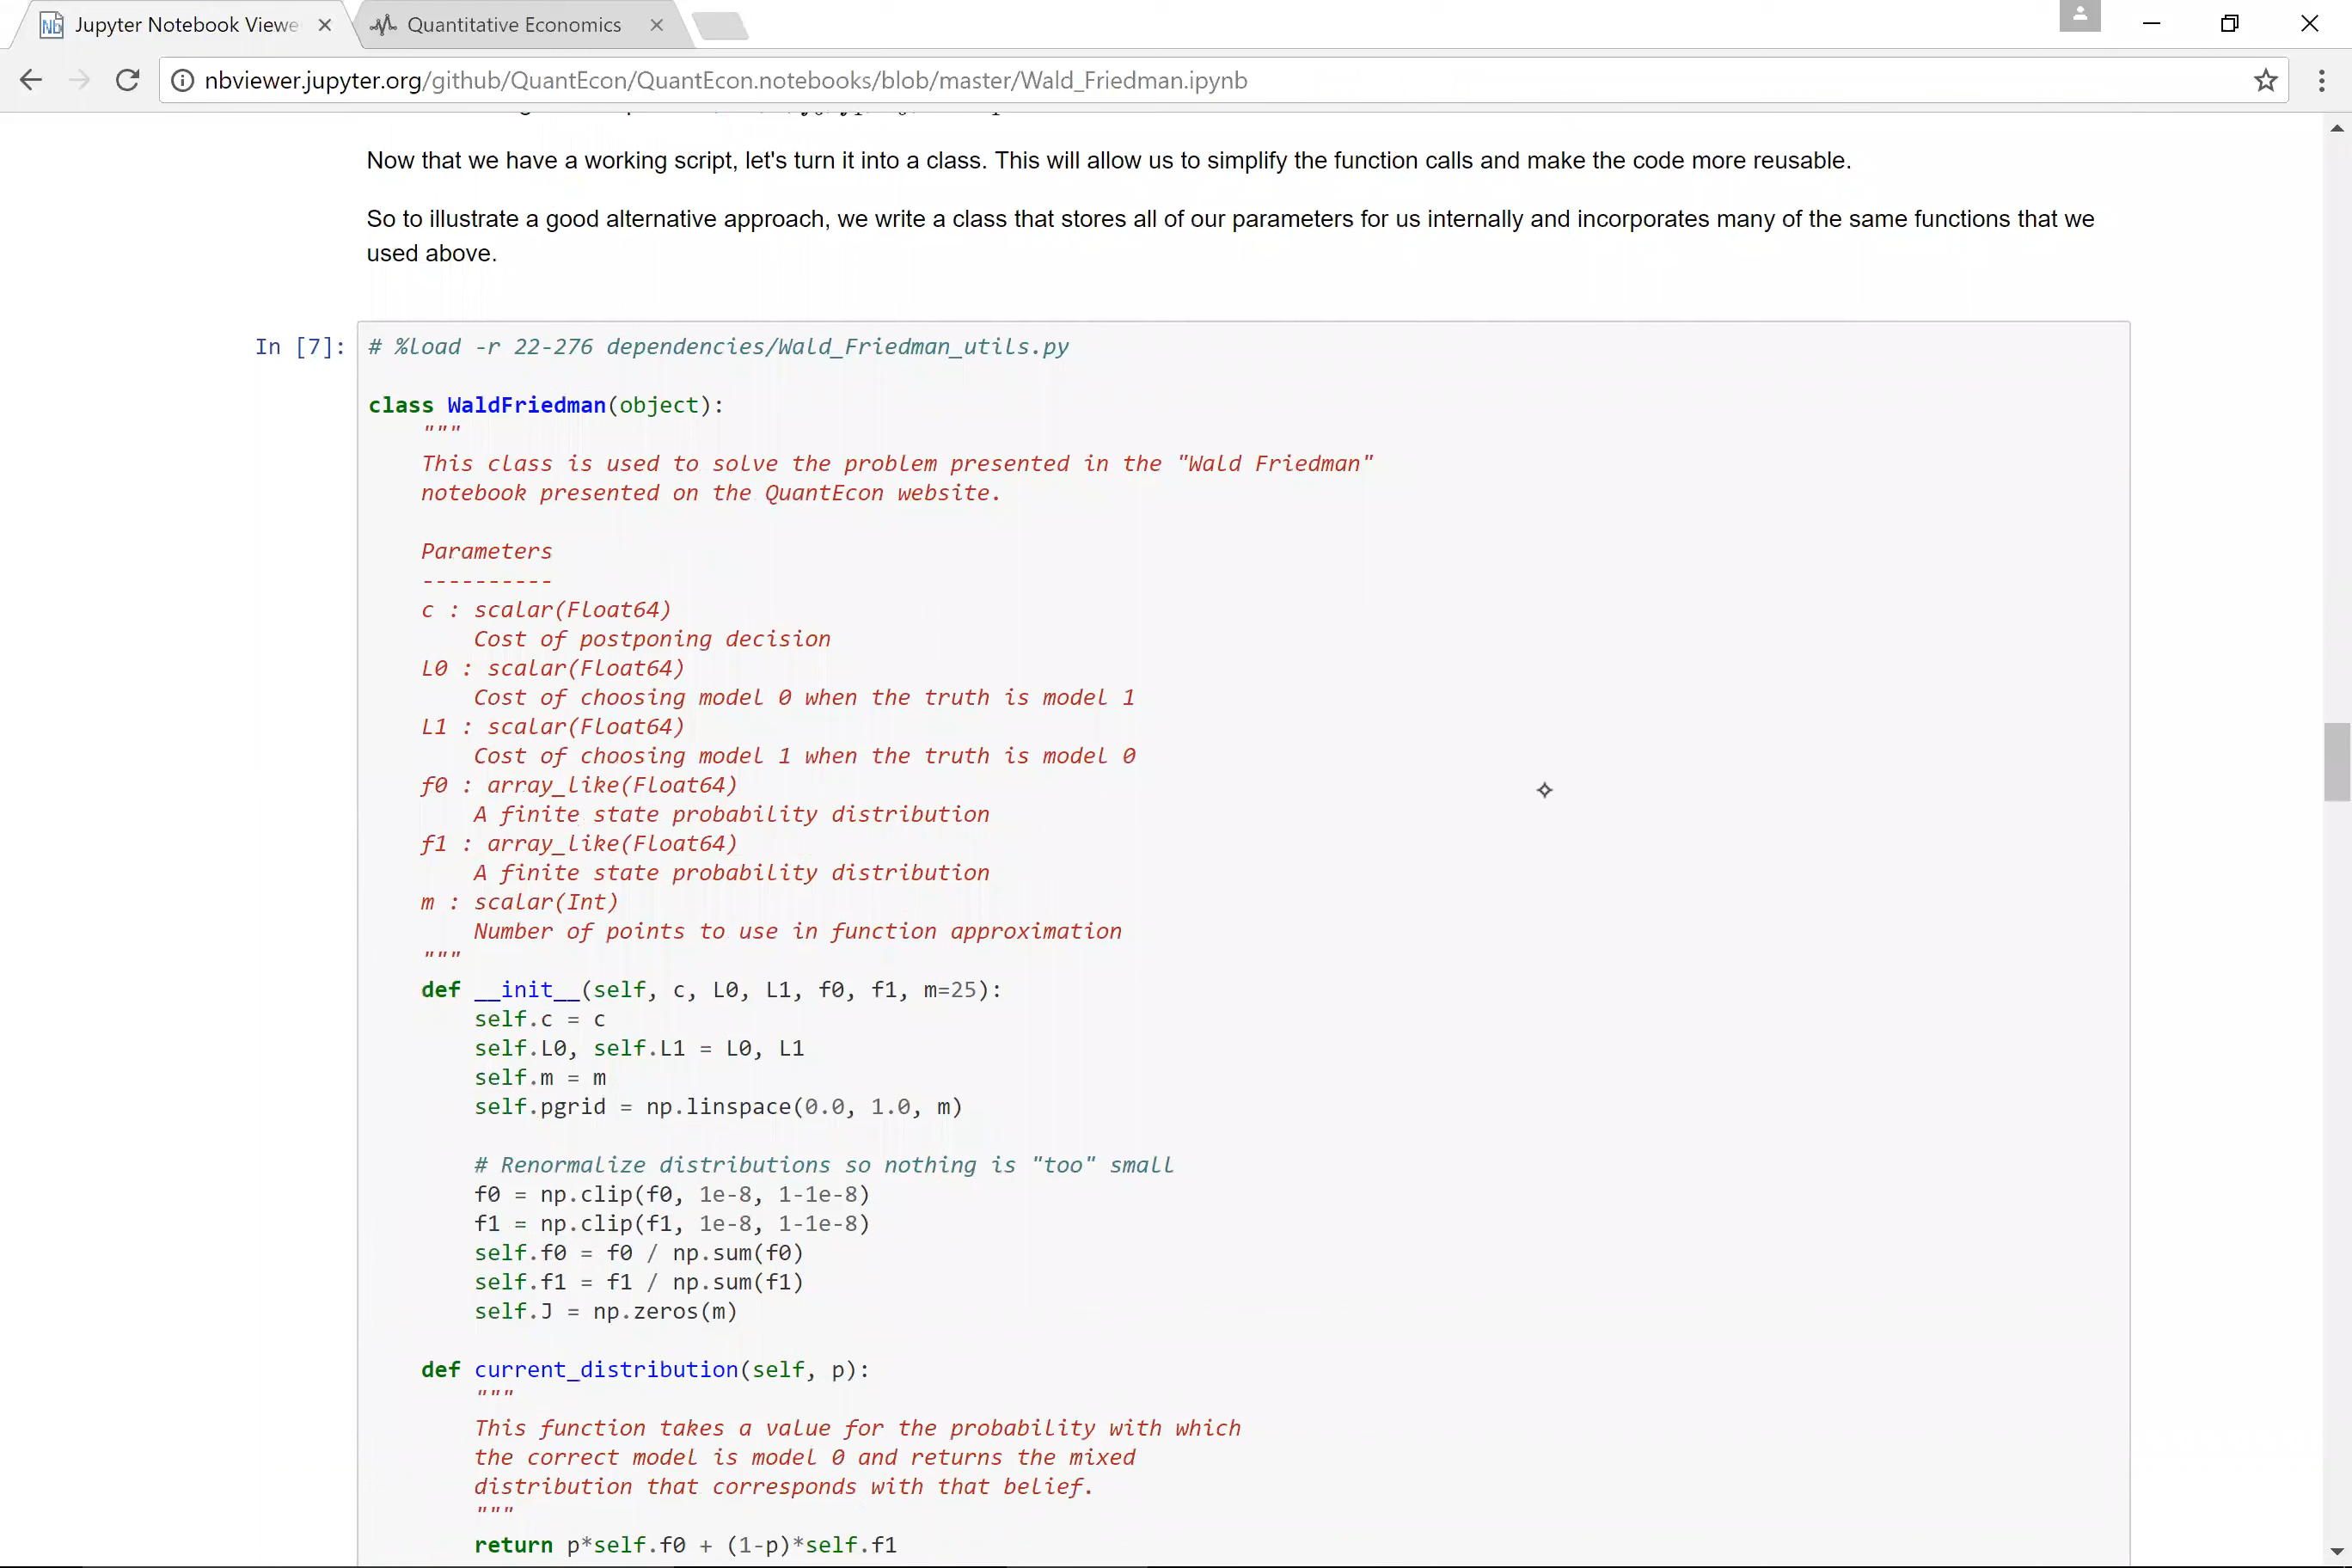 Jupyter Notebook Viewe
Quantitative Economics
nbviewer.jupyter.org/github/QuantEcon/QuantEcon.notebooks/blob/master/Wald_Friedman.ipynb
Now that we have a working script, let's turn it into a class. This will allow us to simplify the function calls and make the code more reusable.
So to illustrate a good alternative approach, we write a class that stores all of our parameters for us internally and incorporates many of the same functions that we
used above.
In [7]:
# %load -r 22-276 dependencies/Wald_Friedman_utils.py
class WaldFriedman(object):
"""
This class is used to solve the problem presented in the "Wald Friedman"
notebook presented on the QuantEcon website.
Parameters
----------
c : scalar(Float64)
Cost of postponing decision
L0 : scalar(Float64)
Cost of choosing model 0 when the truth is model 1
L1 : scalar(Float64)
Cost of choosing model 1 when the truth is model 0
f0 : array_like(Float64)
A finite state probability distribution
f1 : array_like(Float64)
A finite state probability distribution
m : scalar(Int)
Number of points to use in function approximation
"""
def __init__(self, c, L0, L1, f0, f1, m=25):
self.c = c
self.L0, self.L1 = L0, L1
self.m = m
self.pgrid = np.linspace(0.0, 1.0, m)
# Renormalize distributions so nothing is "too" small
f0 = np.clip(f0, 1e-8, 1-1e-8)
f1 = np.clip(f1, 1e-8, 1-1e-8)
self.f0 = f0 / np.sum(f0)
self.f1 = f1 / np.sum(f1)
self.J = np.zeros(m)
def current_distribution(self, p):
"""
This function takes a value for the probability with which
the correct model is model 0 and returns the mixed
distribution that corresponds with that belief.
"""
return p*self.f0 + (1-p)*self.f1